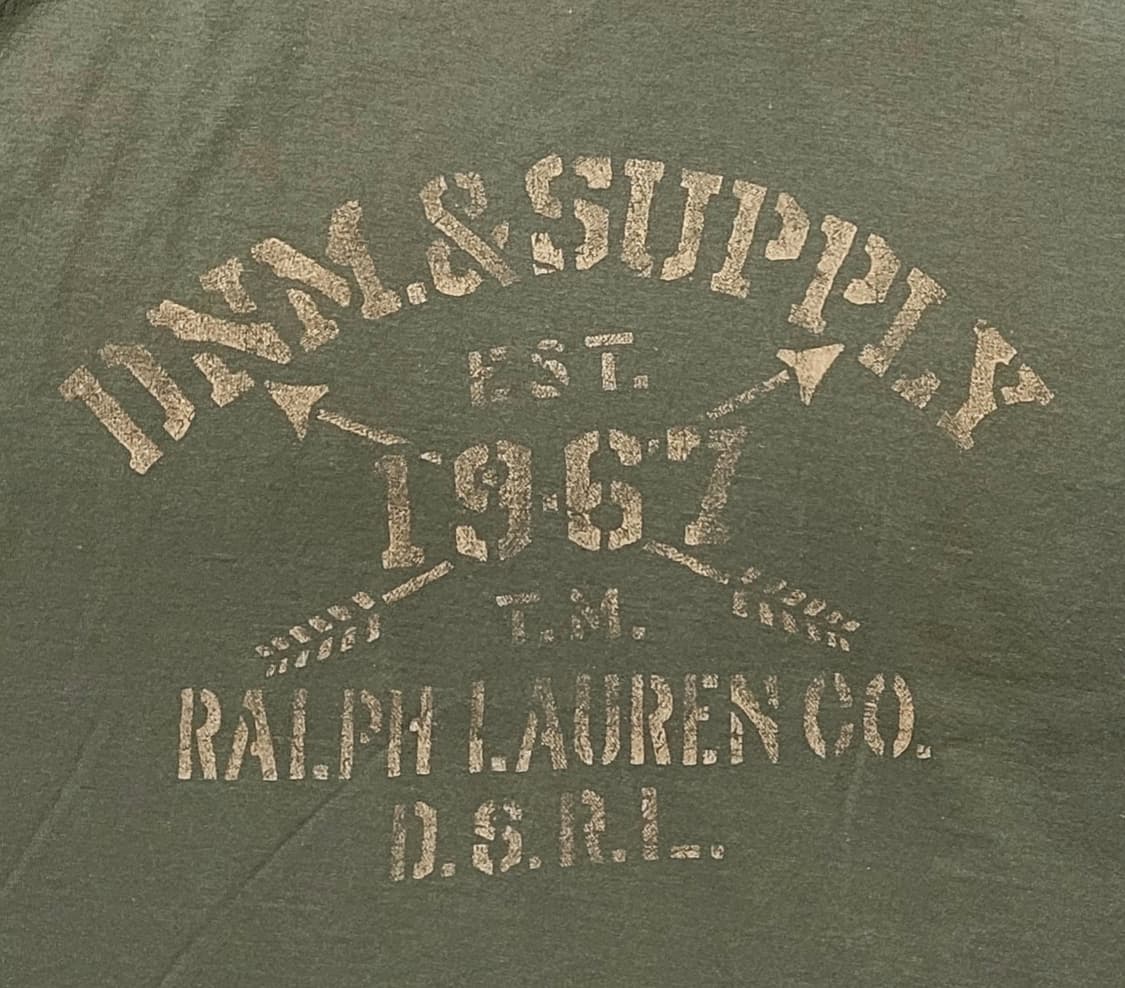 DNM.&SUPPLY
EST.
1967
T.M.
RALPH LAUREN CO.
D.S.R.L.